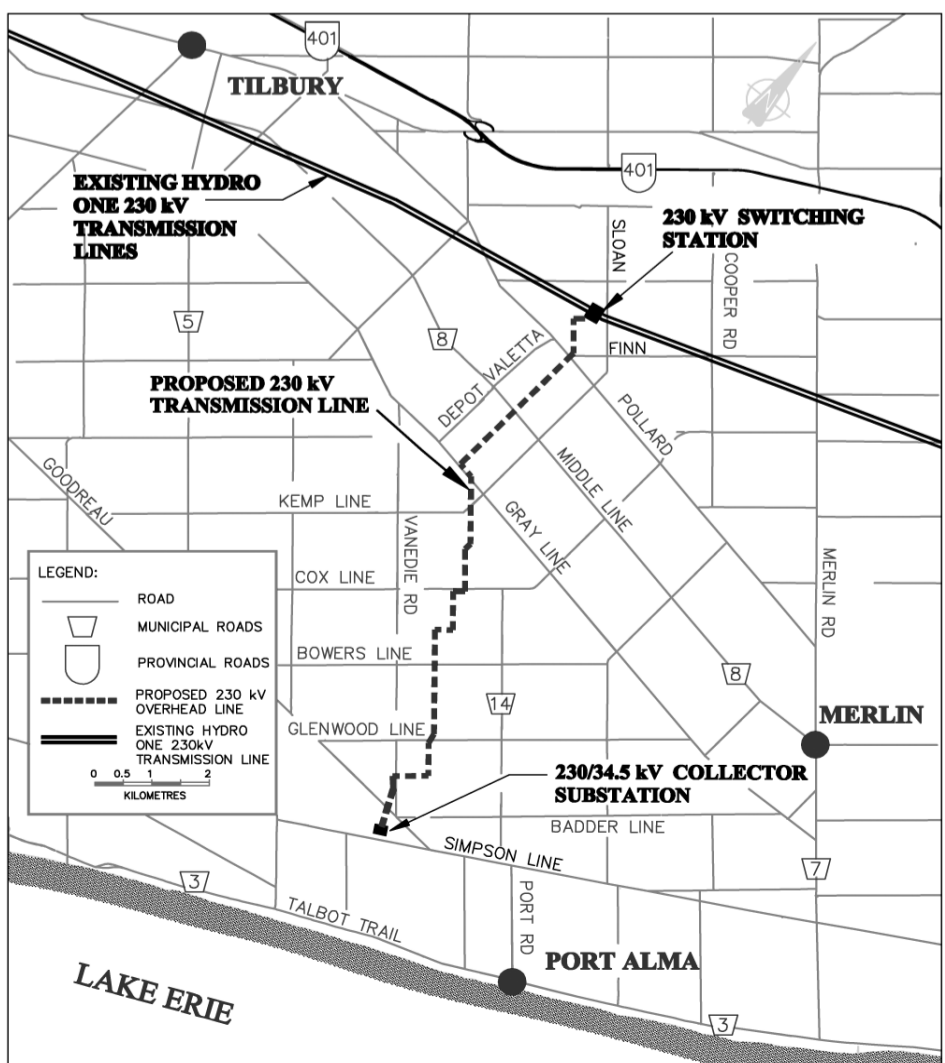 401
TILBURY
401
EXISTING HYDRO
ONE 230 kV
TRANSMISSION
LINES
230 kV SWITCHING
STATION
SLOAN
COOPER RD
5
8
FINN
DEPOT VALETTA
PROPOSED 230 kV
TRANSMISSION LINE
POLLARD
GOODREAU
KEMP LINE
MIDDLE LINE
GRAY LINE
VANEDIE RD
MERLIN RD
LEGEND:
ROAD
MUNICIPAL ROADS
PROVINCIAL ROADS
PROPOSED 230 kV
OVERHEAD LINE
EXISTING HYDRO
ONE 230kV
TRANSMISSION LINE
0 0.5 1 2
KILOMETRES
COX LINE
BOWERS LINE
8
14
GLENWOOD LINE
MERLIN
230/34.5 kV COLLECTOR
SUBSTATION
BADDER LINE
SIMPSON LINE
7
3
TALBOT TRAIL
PORT RD
PORT ALMA
LAKE ERIE
3